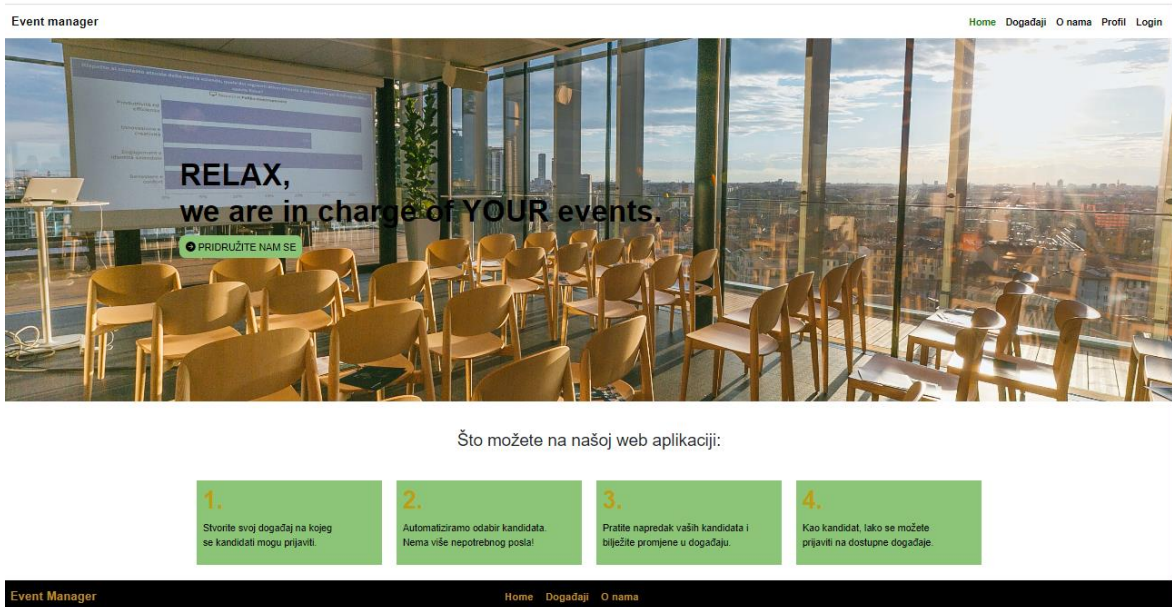 Event manager
Home Događaji O nama Profil Login
RELAX,
we are in charge of YOUR events.
PRIDRUŽITE NAM SE
Što možete na našoj web aplikaciji:
1.
Stvorite svoj događaj na kojeg
se kandidati mogu prijaviti.
2.
Automatiziramo odabir kandidata.
Nema više nepotrebnog posla!
3.
Pratite napredak vaših kandidata i
bilježite promjene u događaju.
4.
Kao kandidat, lako se možete
prijaviti na dostupne događaje.
Event Manager
Home Događaji O nama